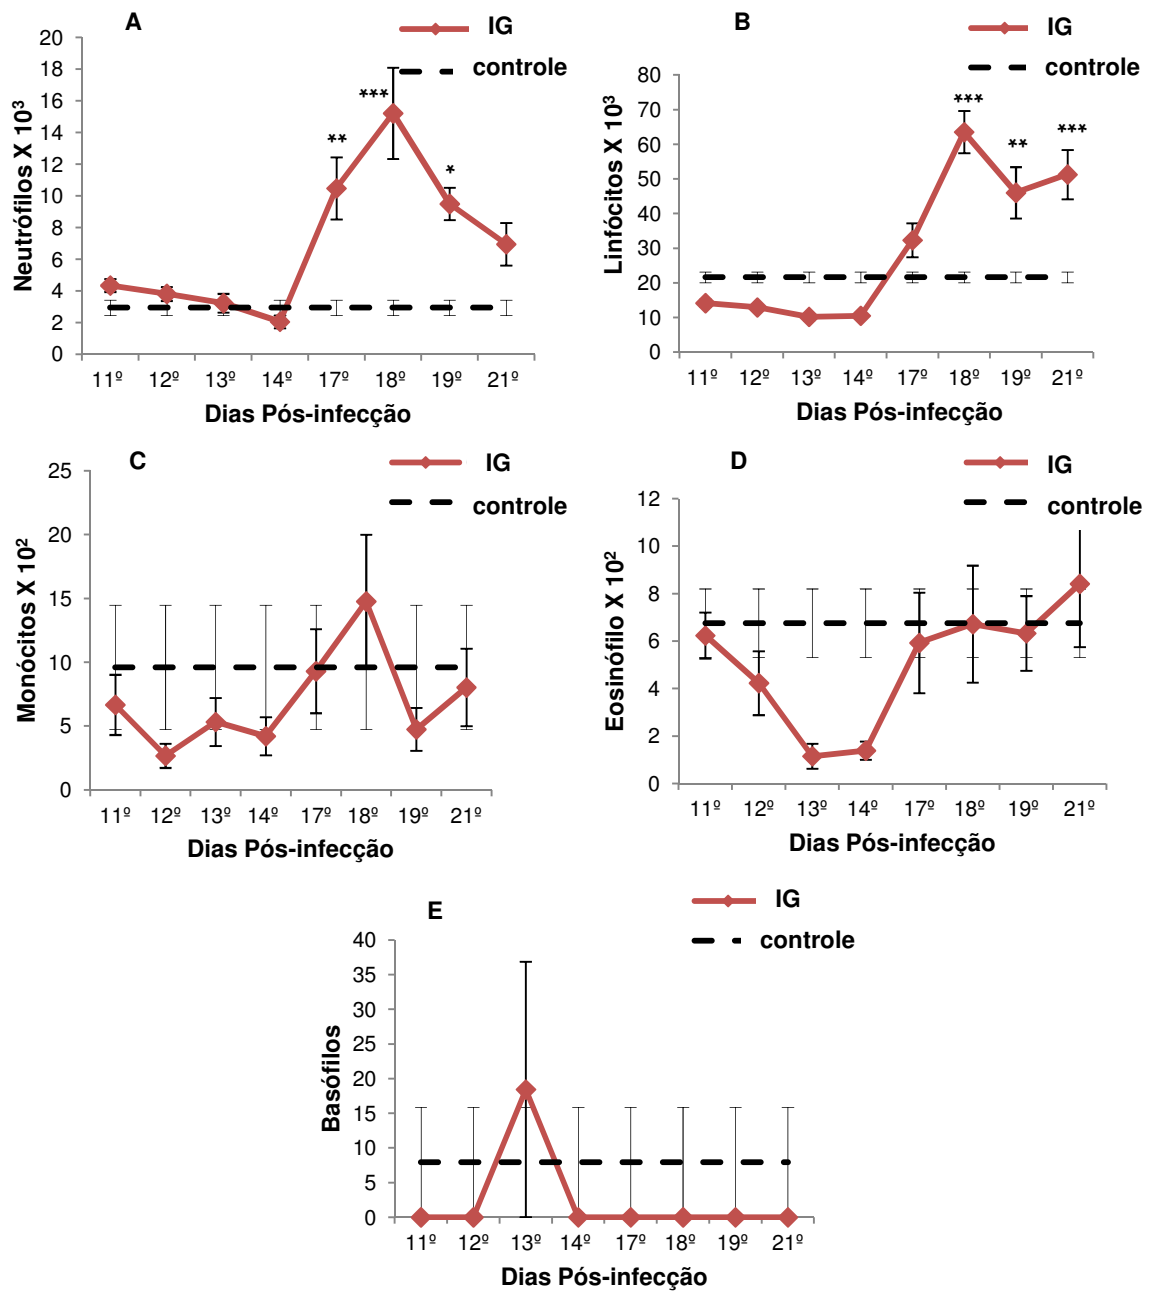 A
IG
controle
Neutrófilos X 10³
20
18
16
14
12
10
8
6
4
2
0
**
***
*
11º 12º 13º 14º 17º 18º 19º 21º
Dias Pós-infecção
B
IG
controle
Linfócitos X 10³
80
70
60
50
40
30
20
10
0
***
**
***
11º 12º 13º 14º 17º 18º 19º 21º
Dias Pós-infecção
C
IG
controle
Monócitos X 10²
25
20
15
10
5
0
11º 12º 13º 14º 17º 18º 19º 21º
Dias Pós-infecção
D
IG
controle
Eosinófilo X 10²
12
10
8
6
4
2
0
11º 12º 13º 14º 17º 18º 19º 21º
Dias Pós-infecção
E
IG
controle
Basófilos
40
35
30
25
20
15
10
5
0
11º 12º 13º 14º 17º 18º 19º 21º
Dias Pós-infecção